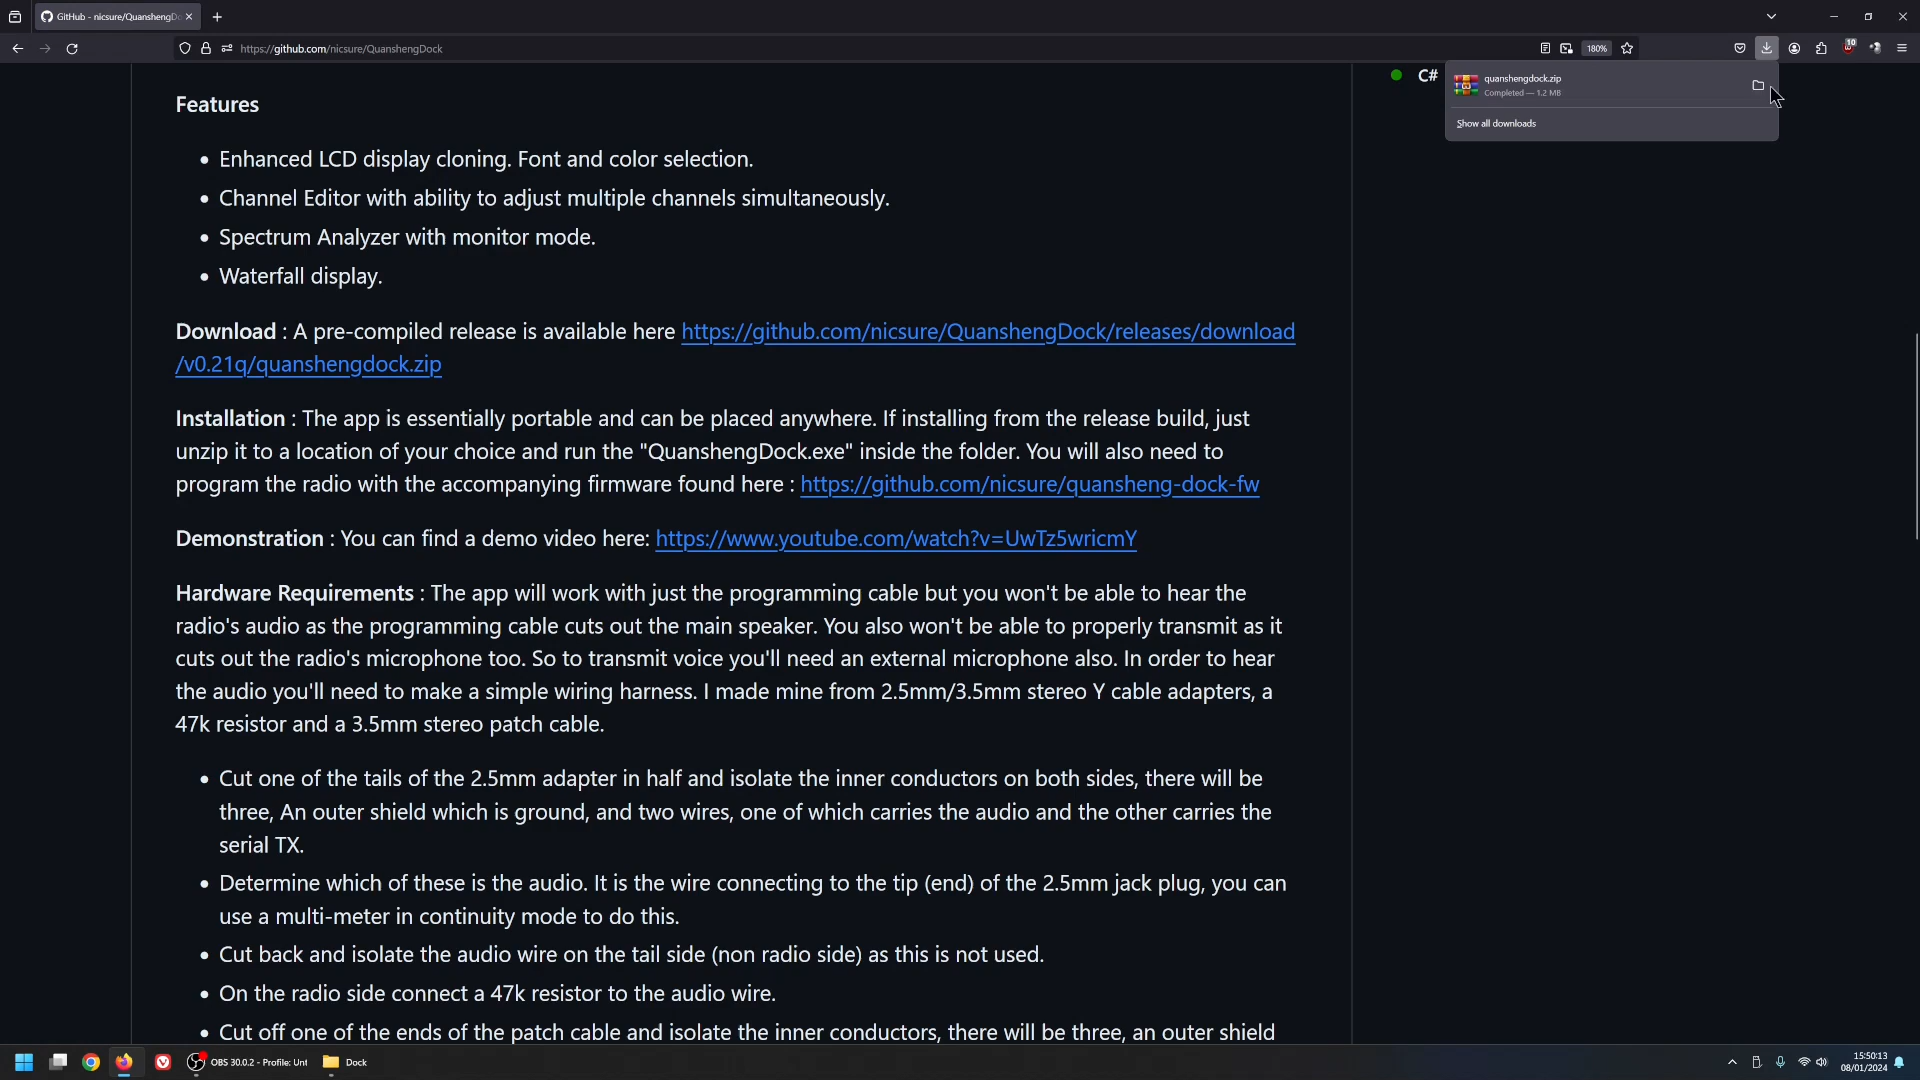 GitHub - nicsure/QuanshengDo
https://github.com/nicsure/QuanshengDock
180%
10
C#
quanshengdock.zip
Completed — 1.2 MB
Show all downloads
Features
• Enhanced LCD display cloning. Font and color selection.
• Channel Editor with ability to adjust multiple channels simultaneously.
• Spectrum Analyzer with monitor mode.
• Waterfall display.
Download : A pre-compiled release is available here https://github.com/nicsure/QuanshengDock/releases/download
/v0.21q/quanshengdock.zip
Installation : The app is essentially portable and can be placed anywhere. If installing from the release build, just
unzip it to a location of your choice and run the "QuanshengDock.exe" inside the folder. You will also need to
program the radio with the accompanying firmware found here : https://github.com/nicsure/quansheng-dock-fw
Demonstration : You can find a demo video here: https://www.youtube.com/watch?v=UwTz5wricmY
Hardware Requirements : The app will work with just the programming cable but you won't be able to hear the
radio's audio as the programming cable cuts out the main speaker. You also won't be able to properly transmit as it
cuts out the radio's microphone too. So to transmit voice you'll need an external microphone also. In order to hear
the audio you'll need to make a simple wiring harness. I made mine from 2.5mm/3.5mm stereo Y cable adapters, a
47k resistor and a 3.5mm stereo patch cable.
• Cut one of the tails of the 2.5mm adapter in half and isolate the inner conductors on both sides, there will be
three, An outer shield which is ground, and two wires, one of which carries the audio and the other carries the
serial TX.
• Determine which of these is the audio. It is the wire connecting to the tip (end) of the 2.5mm jack plug, you can
use a multi-meter in continuity mode to do this.
• Cut back and isolate the audio wire on the tail side (non radio side) as this is not used.
• On the radio side connect a 47k resistor to the audio wire.
• Cut off one of the ends of the patch cable and isolate the inner conductors, there will be three, an outer shield
OBS 30.0.2 - Profile: Unt
Dock
15:50:13
08/01/2024